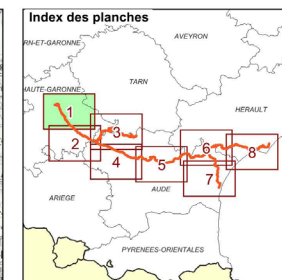 Index des planches
AVEYRON
RN-ET-GARONNE
TARN
HAUTE-GARONNE
HERAULT
1
3
2
6
8
4
5
7
AUDE
ARIEGE
PYRENEES-ORIENTALES